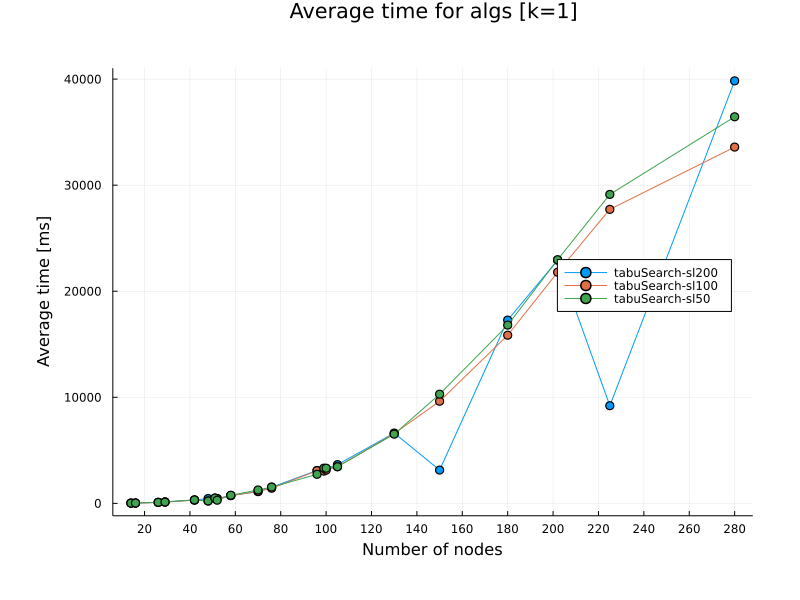 Average time for algs [k=1]
40000
30000
20000
10000
0
Average time [ms]
tabuSearch-sl200
tabuSearch-sl100
tabuSearch-sl50
20 40 60 80 100 120 140 160 180 200 220 240 260 280
Number of nodes